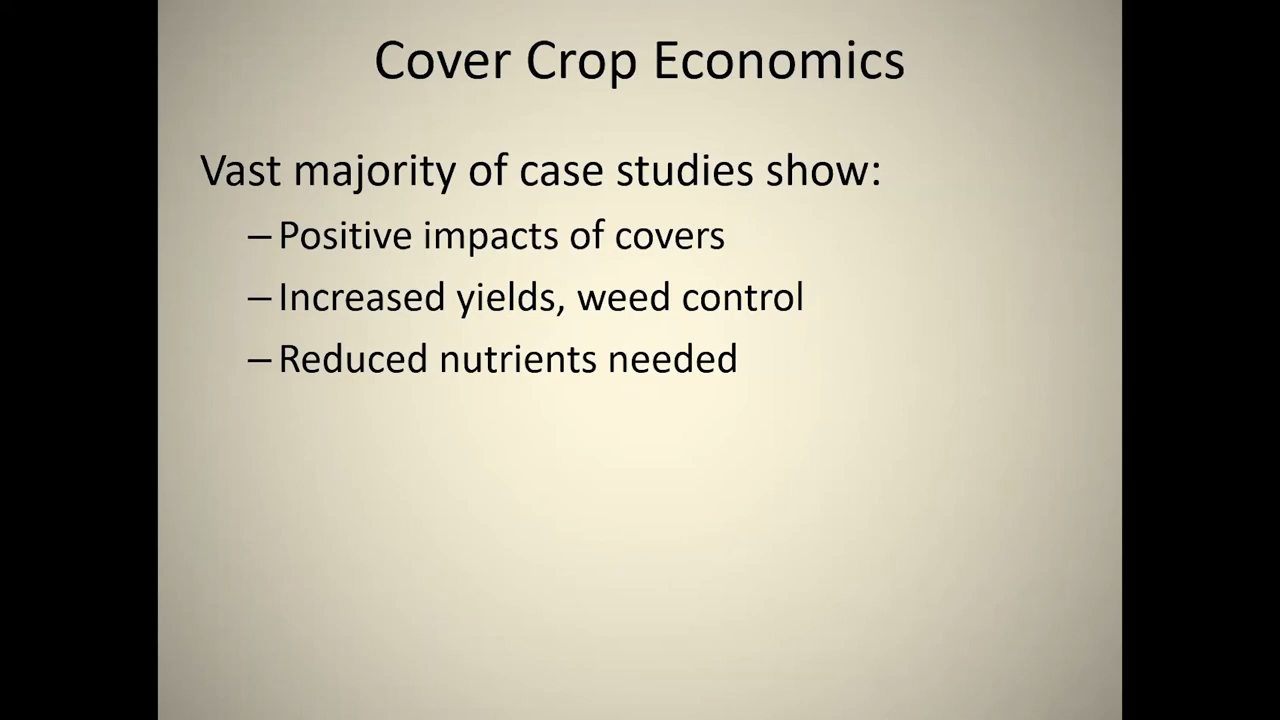 Cover Crop Economics
Vast majority of case studies show:
– Positive impacts of covers
– Increased yields, weed control
– Reduced nutrients needed